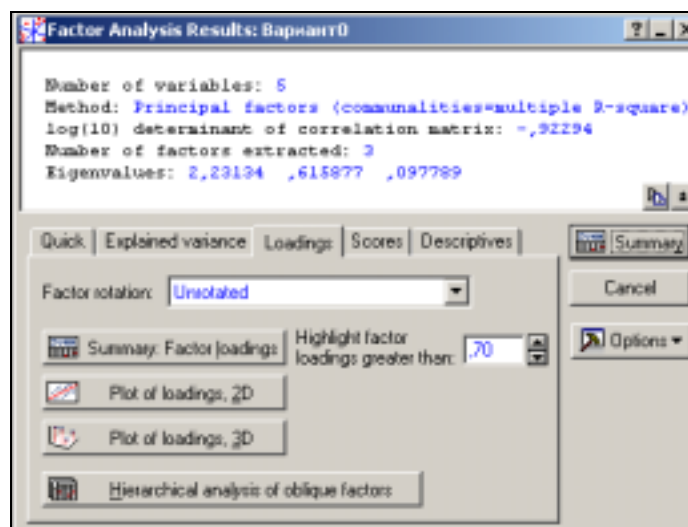 Factor Analysis Results: Вариант0
Number of variables: 5
Method: Principal factors (communalities=multiple R-square)
log(10) determinant of correlation matrix: -,92294
Number of factors extracted: 3
Eigenvalues: 2,23134 ,615877 ,097789
Quick Explained variance Loadings Scores Descriptives
Summary
Factor rotation: Unrotated
Cancel
Summary: Factor loadings
Highlight factor loadings greater than: ,70
Options
Plot of loadings, 2D
Plot of loadings, 3D
Hierarchical analysis of oblique factors